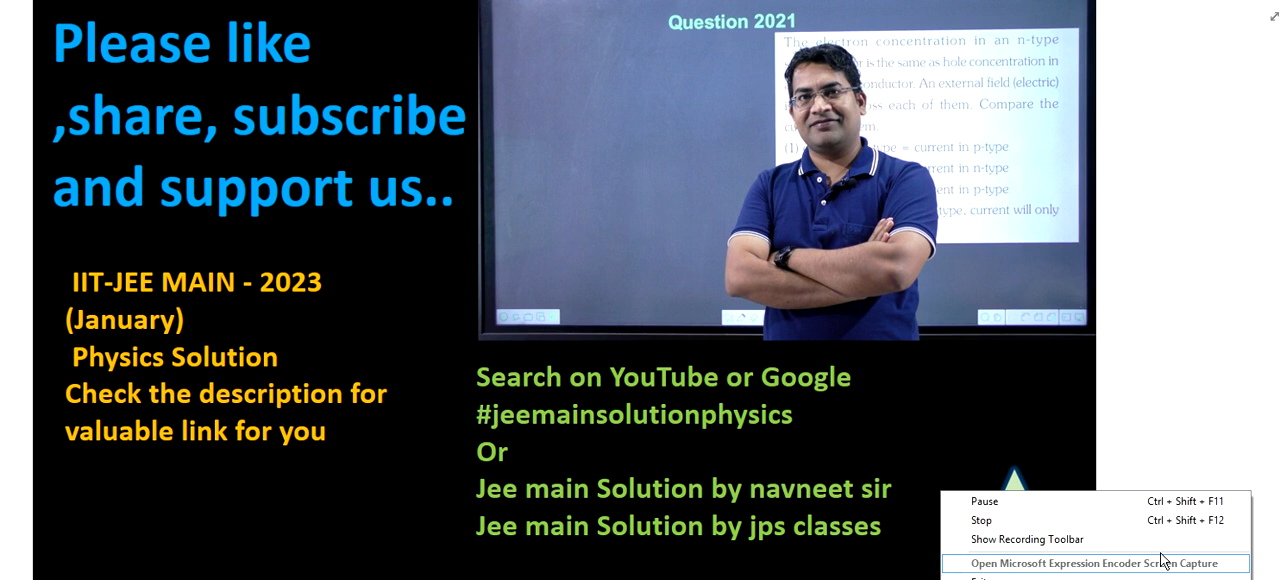 Please like
,share, subscribe
and support us..
IIT-JEE MAIN - 2023
(January)
Physics Solution
Check the description for
valuable link for you
Question 2021
The electron concentration in an n-type
is the same as hole concentration in
An external field (electric)
each of them. Compare the
(1) type = current in p-type
current in n-type
current in p-type
type, current will only
Search on YouTube or Google
#jeemainsolutionphysics
Or
Jee main Solution by navneet sir
Jee main Solution by jps classes
Pause Ctrl + Shift + F11
Stop Ctrl + Shift + F12
Show Recording Toolbar
Open Microsoft Expression Encoder Screen Capture